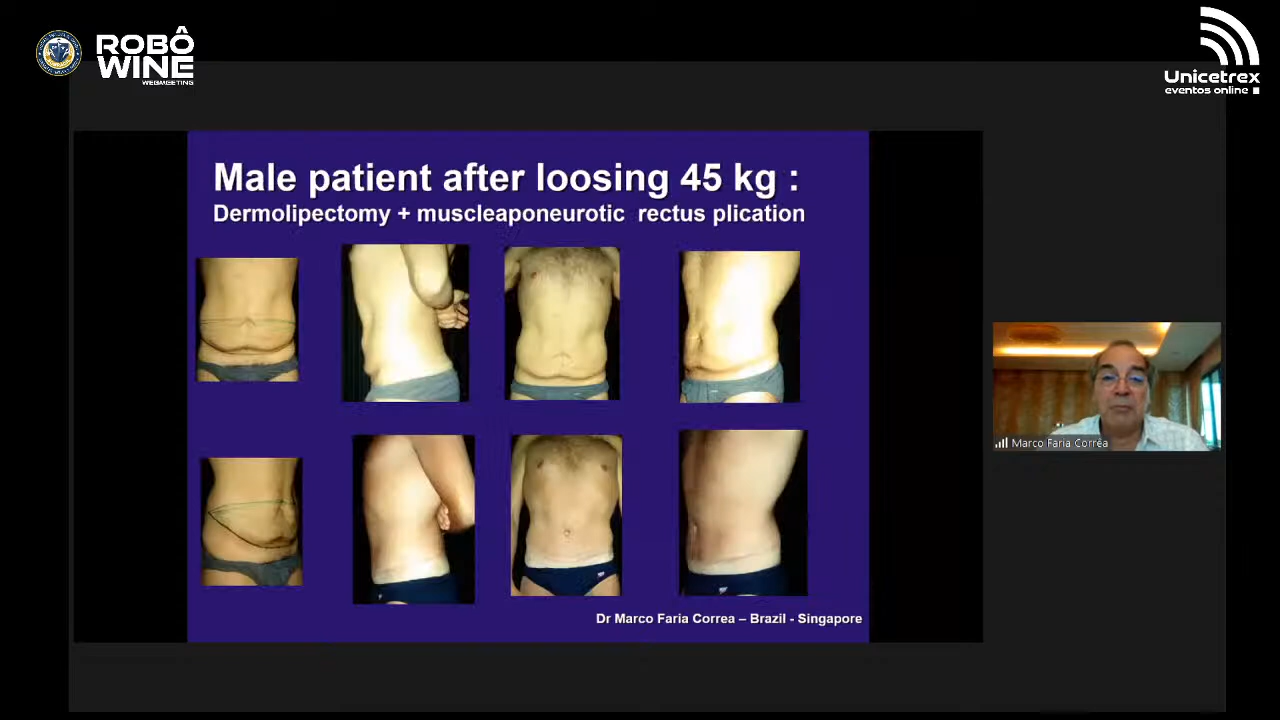 ROBÔ
WINE
WEBMEETING
Unicetrex
eventos online
Male patient after loosing 45 kg :
Dermolipectomy + muscleaponeurotic rectus plication
Marco Faria Corrêa
Dr Marco Faria Correa – Brazil - Singapore